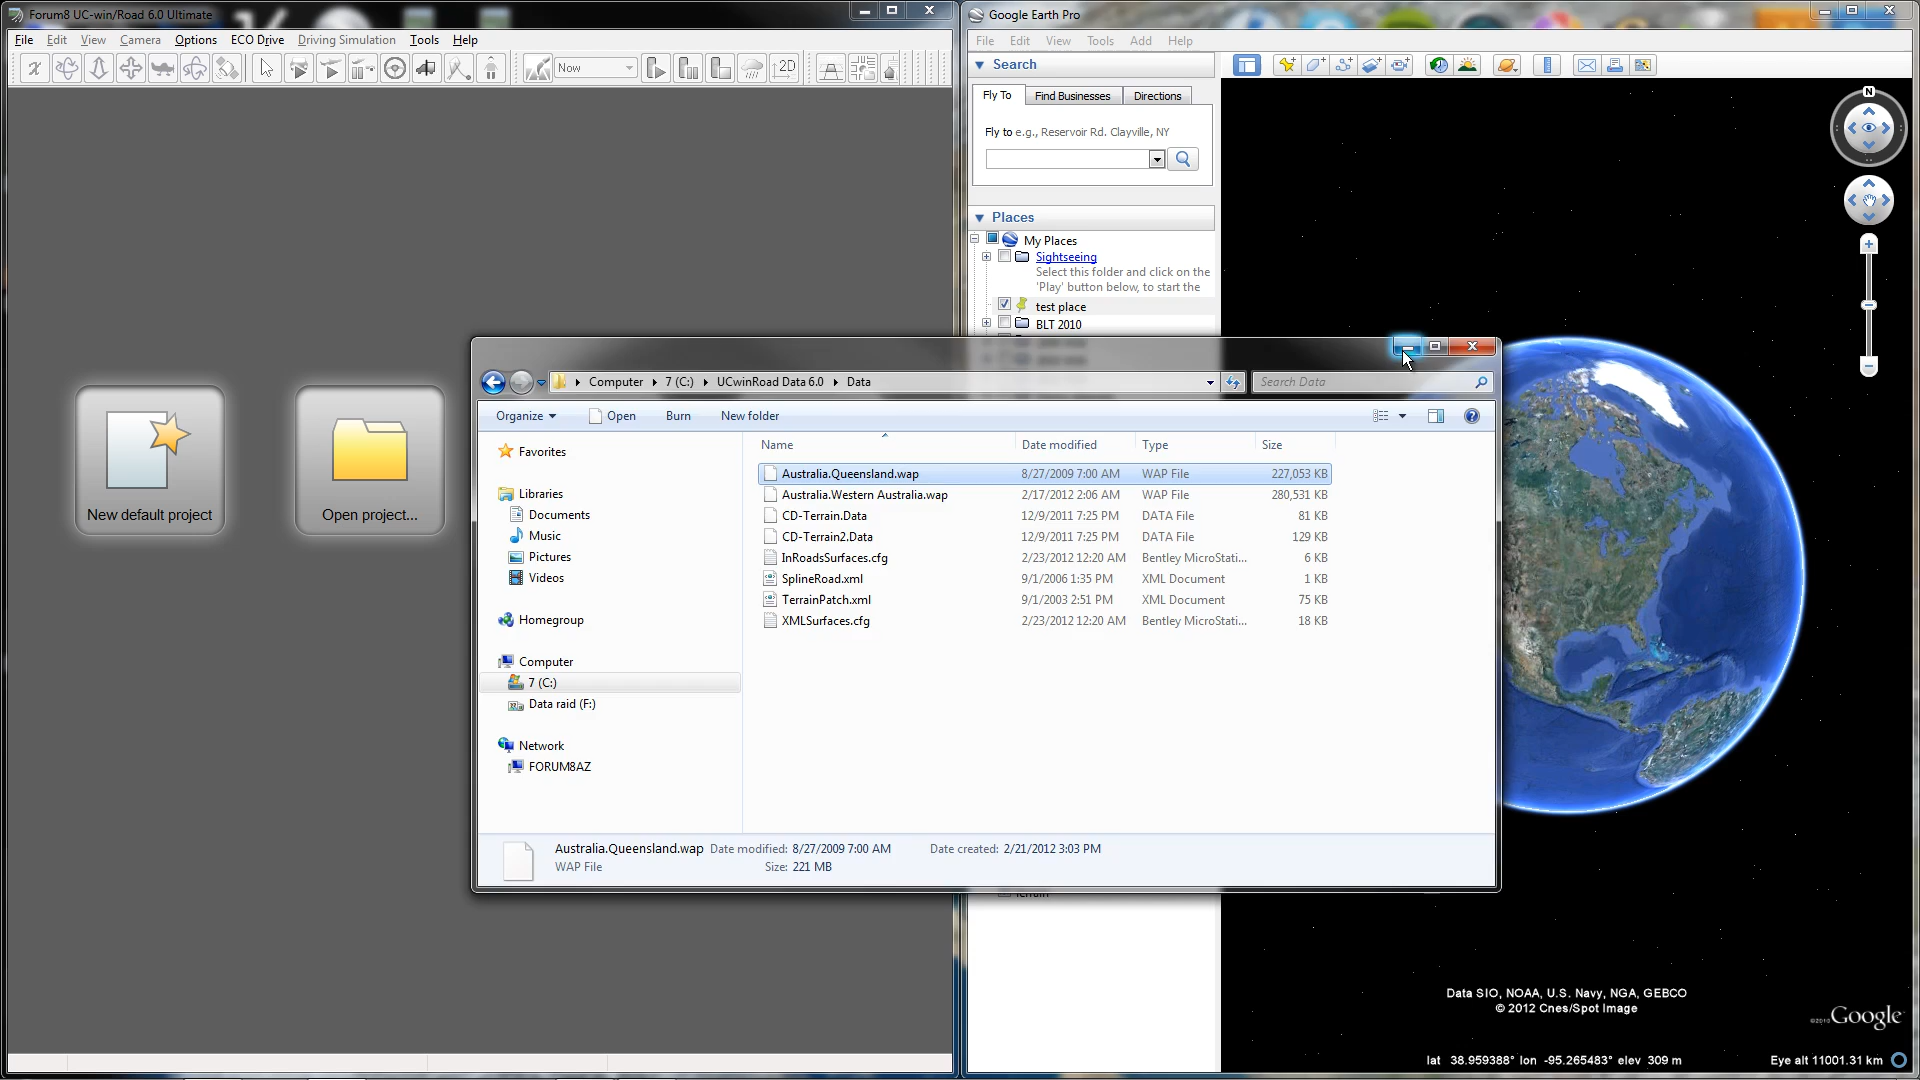 Forum8 UC-win/Road 6.0 Ultimate
File Edit View Camera Options ECO Drive Driving Simulation Tools Help
Now
2D
New default project
Open project...
Google Earth Pro
File Edit View Tools Add Help
Search
Fly To Find Businesses Directions
Fly to e.g., Reservoir Rd. Clayville, NY
Places
My Places
Sightseeing
Select this folder and click on the
'Play' button below, to start the
test place
BLT 2010
N
Computer 7 (C:) UCwinRoad Data 6.0 Data
Search Data
Organize Open Burn New folder
Favorites
Libraries
Documents
Music
Pictures
Videos
Homegroup
Computer
7 (C:)
Data raid (F:)
Network
FORUM8AZ
Name Date modified Type Size
Australia.Queensland.wap 8/27/2009 7:00 AM WAP File 227,053 KB
Australia.Western Australia.wap 2/17/2012 2:06 AM WAP File 280,531 KB
CD-Terrain.Data 12/9/2011 7:25 PM DATA File 81 KB
CD-Terrain2.Data 12/9/2011 7:25 PM DATA File 129 KB
InRoadsSurfaces.cfg 2/23/2012 12:20 AM Bentley MicroStati... 6 KB
SplineRoad.xml 9/1/2006 1:35 PM XML Document 1 KB
TerrainPatch.xml 9/1/2003 2:51 PM XML Document 75 KB
XMLSurfaces.cfg 2/23/2012 12:20 AM Bentley MicroStati... 18 KB
Australia.Queensland.wap Date modified: 8/27/2009 7:00 AM Date created: 2/21/2012 3:03 PM
WAP File Size: 221 MB
Data SIO, NOAA, U.S. Navy, NGA, GEBCO
© 2012 Cnes/Spot Image
©2010 Google
lat 38.959388° lon -95.265483° elev 309 m Eye alt 11001.31 km